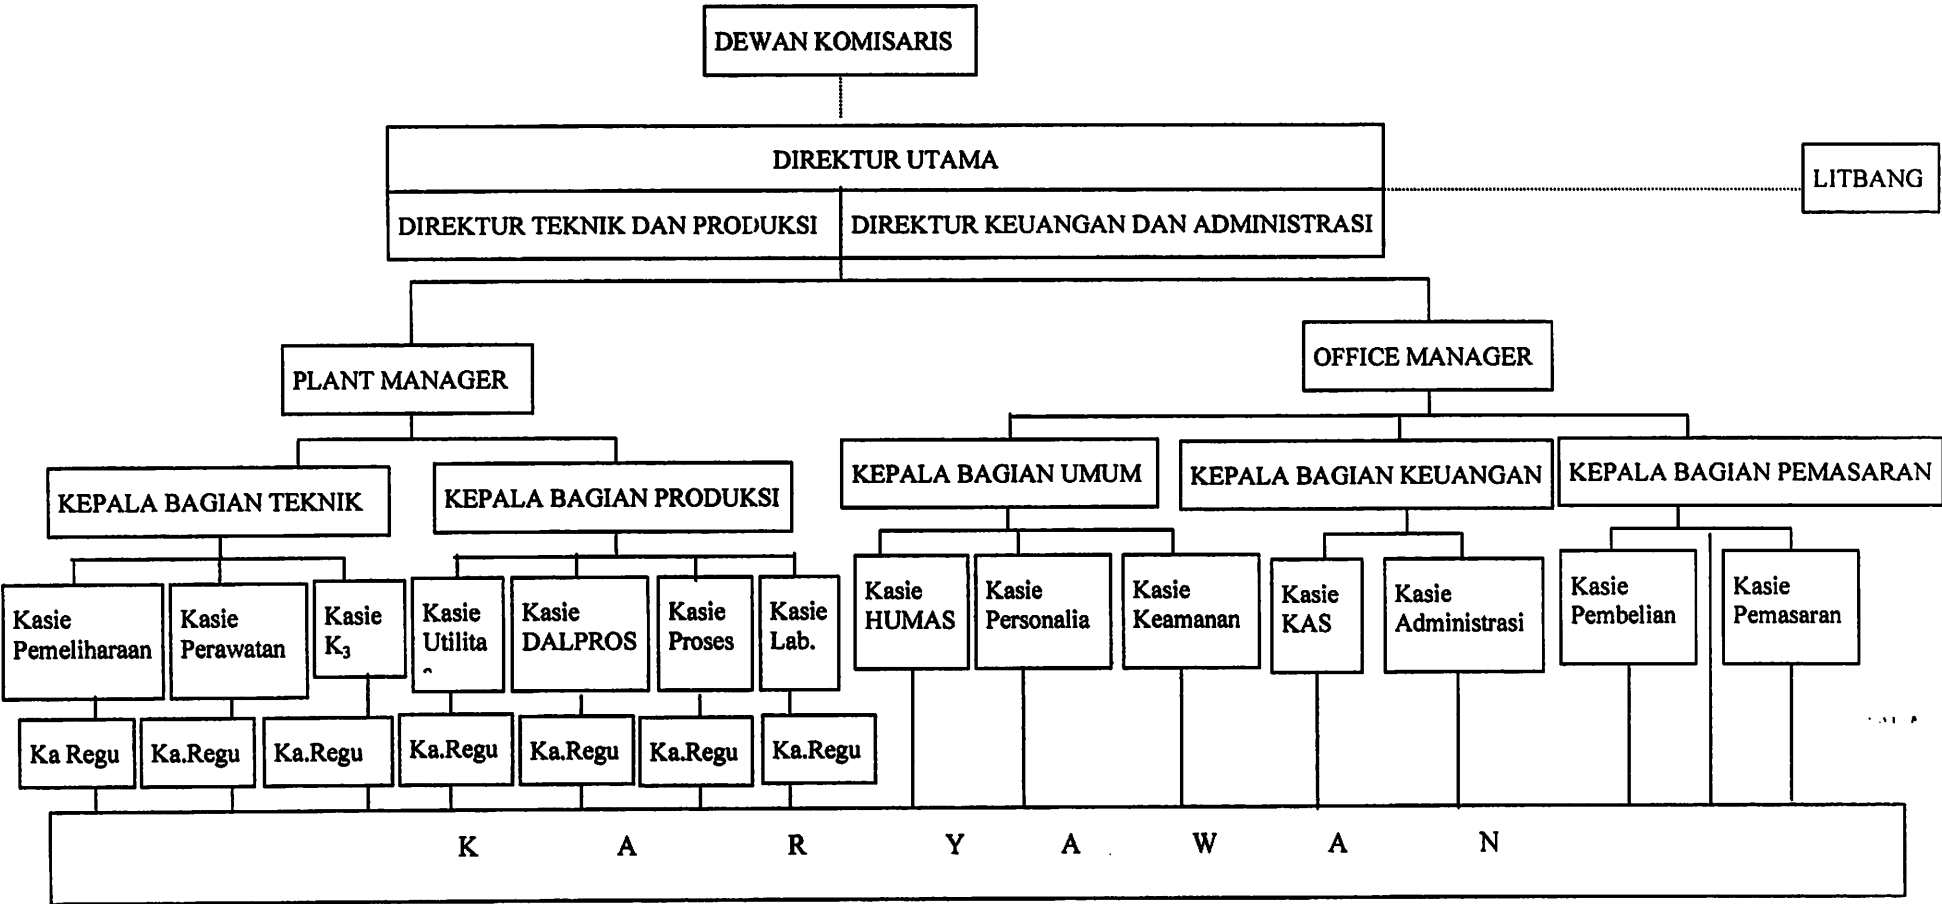 DEWAN KOMISARIS
DIREKTUR UTAMA
LITBANG
DIREKTUR TEKNIK DAN PRODUKSI
DIREKTUR KEUANGAN DAN ADMINISTRASI
PLANT MANAGER
OFFICE MANAGER
KEPALA BAGIAN TEKNIK
KEPALA BAGIAN PRODUKSI
KEPALA BAGIAN UMUM
KEPALA BAGIAN KEUANGAN
KEPALA BAGIAN PEMASARAN
Kasie
Pemeliharaan
Kasie
Perawatan
Kasie
K₃
Kasie
Utilita
Kasie
DALPROS
Kasie
Proses
Kasie
Lab.
Kasie
HUMAS
Kasie
Personalia
Kasie
Keamanan
Kasie
KAS
Kasie
Administrasi
Kasie
Pembelian
Kasie
Pemasaran
Ka Regu
Ka.Regu
Ka.Regu
Ka.Regu
Ka.Regu
Ka.Regu
Ka.Regu
K A R Y A W A N